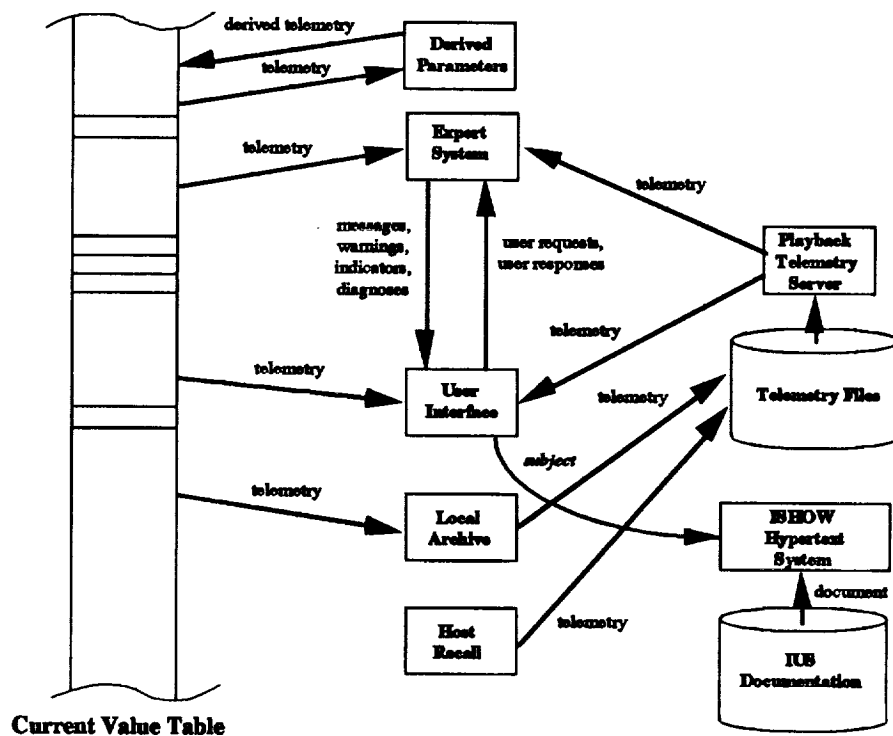 derived telemetry
Derived
Parameters
telemetry
Expert
System
telemetry
telemetry
messages,
warnings,
indicators,
diagnoses
user requests,
user responses
Playback
Telemetry
Server
telemetry
telemetry
User
Interface
telemetry
Telemetry Files
subject
telemetry
Local
Archive
ISHOW
Hypertext
System
document
Host
Recall
telemetry
IUS
Documentation
Current Value Table